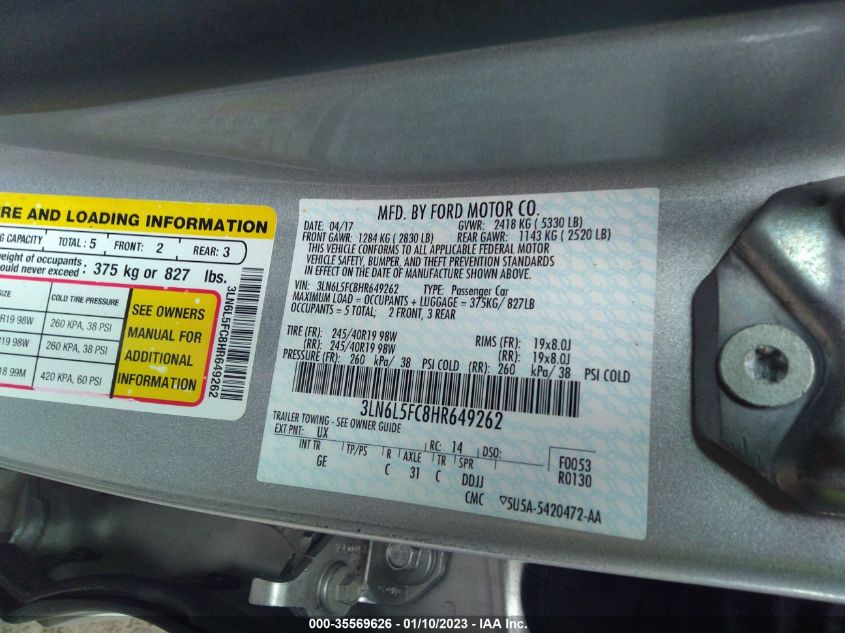 RE AND LOADING INFORMATION
G CAPACITY TOTAL : 5 FRONT: 2 REAR: 3
weight of occupants
ould never exceed : 375 kg or 827 lbs.
SIZE COLD TIRE PRESSURE
R19 98W 260 KPA, 38 PSI
R19 98W 260 KPA, 38 PSI
18 99M 420 KPA, 60 PSI
SEE OWNERS
MANUAL FOR
ADDITIONAL
INFORMATION
3LN6L5FC8HR649262
MFD. BY FORD MOTOR CO.
DATE: 04/17 GVWR: 2418 KG ( 5330 LB)
FRONT GAWR: 1284 KG ( 2830 LB) REAR GAWR: 1143 KG ( 2520 LB)
THIS VEHICLE CONFORMS TO ALL APPLICABLE FEDERAL MOTOR
VEHICLE SAFETY, BUMPER, AND THEFT PREVENTION STANDARDS
IN EFFECT ON THE DATE OF MANUFACTURE SHOWN ABOVE.
VIN: 3LN6L5FC8HR649262 TYPE: Passenger Car
MAXIMUM LOAD = OCCUPANTS + LUGGAGE = 375KG/ 827LB
OCCUPANTS = 5 TOTAL: 2 FRONT, 3 REAR
TIRE (FR): 245/40R19 98W RIMS (FR): 19x8.0J
(RR): 245/40R19 98W (RR): 19x8.0J
PRESSURE (FR): 260 kPa/ 38 PSI COLD (RR): 260 kPa/ 38 PSI COLD
3LN6L5FC8HR649262
TRAILER TOWING - SEE OWNER GUIDE
EXT PNT: UX RC: 14 DSO:
INT TR TP/PS R AXLE TR SPR F0053
GE C 31 C DDJJ R0130
CMC ▽5U5A-5420472-AA
000-35569626 - 01/10/2023 - IAA Inc.